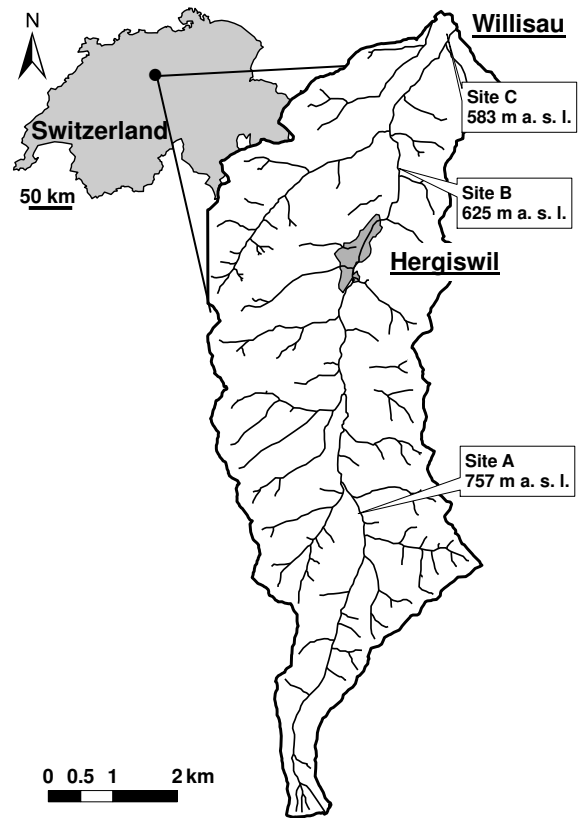 N
Willisau
Site C
583 m a. s. l.
Switzerland
50 km
Site B
625 m a. s. l.
Hergiswil
Site A
757 m a. s. l.
0 0.5 1 2 km